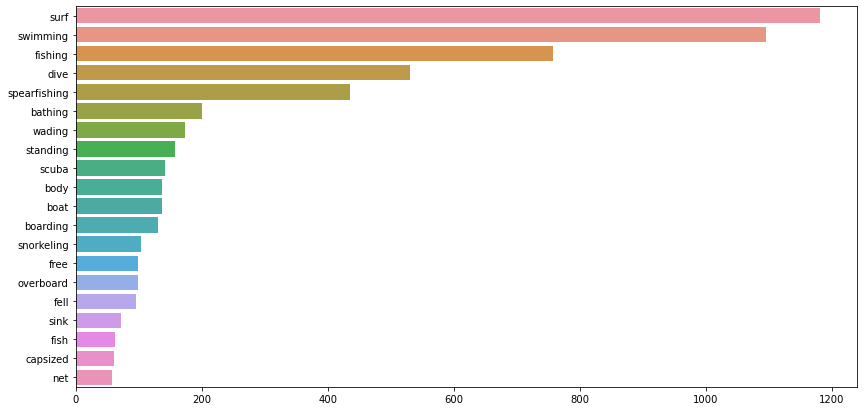 surf
swimming
fishing
dive
spearfishing
bathing
wading
standing
scuba
body
boat
boarding
snorkeling
free
overboard
fell
sink
fish
capsized
net
0 200 400 600 800 1000 1200